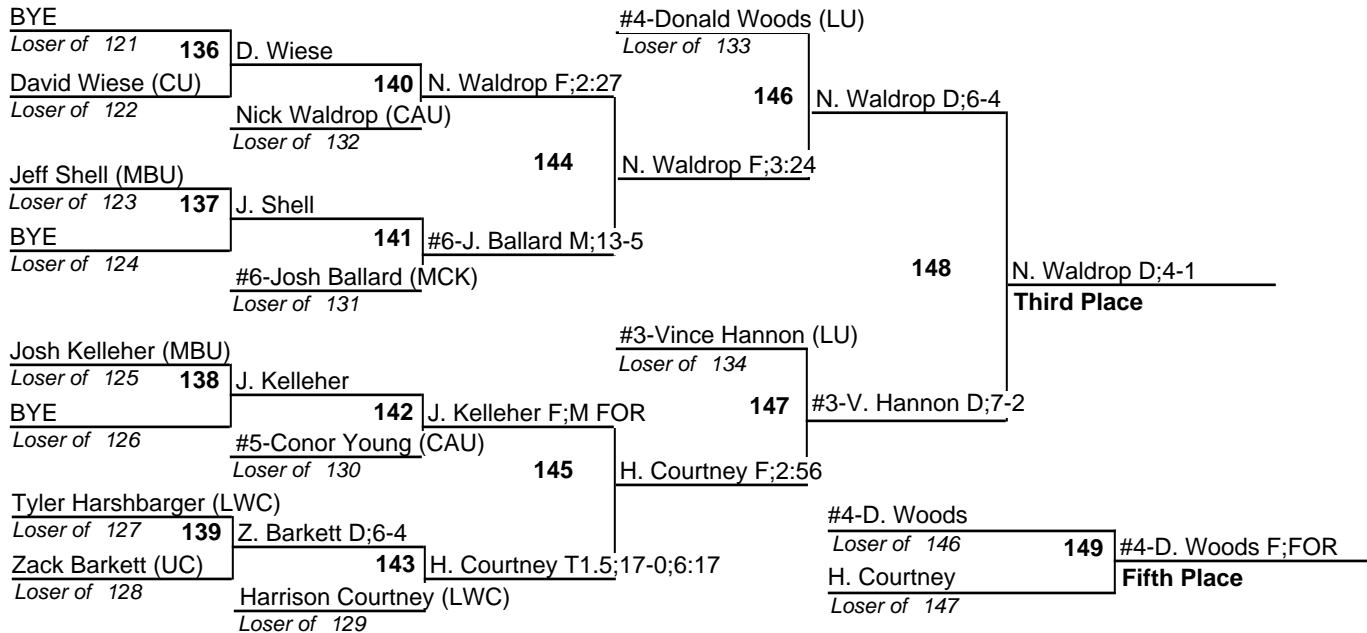 BYE
Loser of 121
136
D. Wiese
David Wiese (CU)
Loser of 122
140
N. Waldrop F;2:27
Nick Waldrop (CAU)
Loser of 132
Jeff Shell (MBU)
Loser of 123
137
J. Shell
BYE
Loser of 124
141
#6-J. Ballard M;13-5
#6-Josh Ballard (MCK)
Loser of 131
144
N. Waldrop F;3:24
#4-Donald Woods (LU)
Loser of 133
146
N. Waldrop D;6-4
Josh Kelleher (MBU)
Loser of 125
138
J. Kelleher
BYE
Loser of 126
142
J. Kelleher F;M FOR
#5-Conor Young (CAU)
Loser of 130
Tyler Harshbarger (LWC)
Loser of 127
139
Z. Barkett D;6-4
Zack Barkett (UC)
Loser of 128
143
H. Courtney T1.5;17-0;6:17
Harrison Courtney (LWC)
Loser of 129
145
H. Courtney F;2:56
#3-Vince Hannon (LU)
Loser of 134
147
#3-V. Hannon D;7-2
148
N. Waldrop D;4-1
Third Place
#4-D. Woods
Loser of 146
149
#4-D. Woods F;FOR
Fifth Place
H. Courtney
Loser of 147